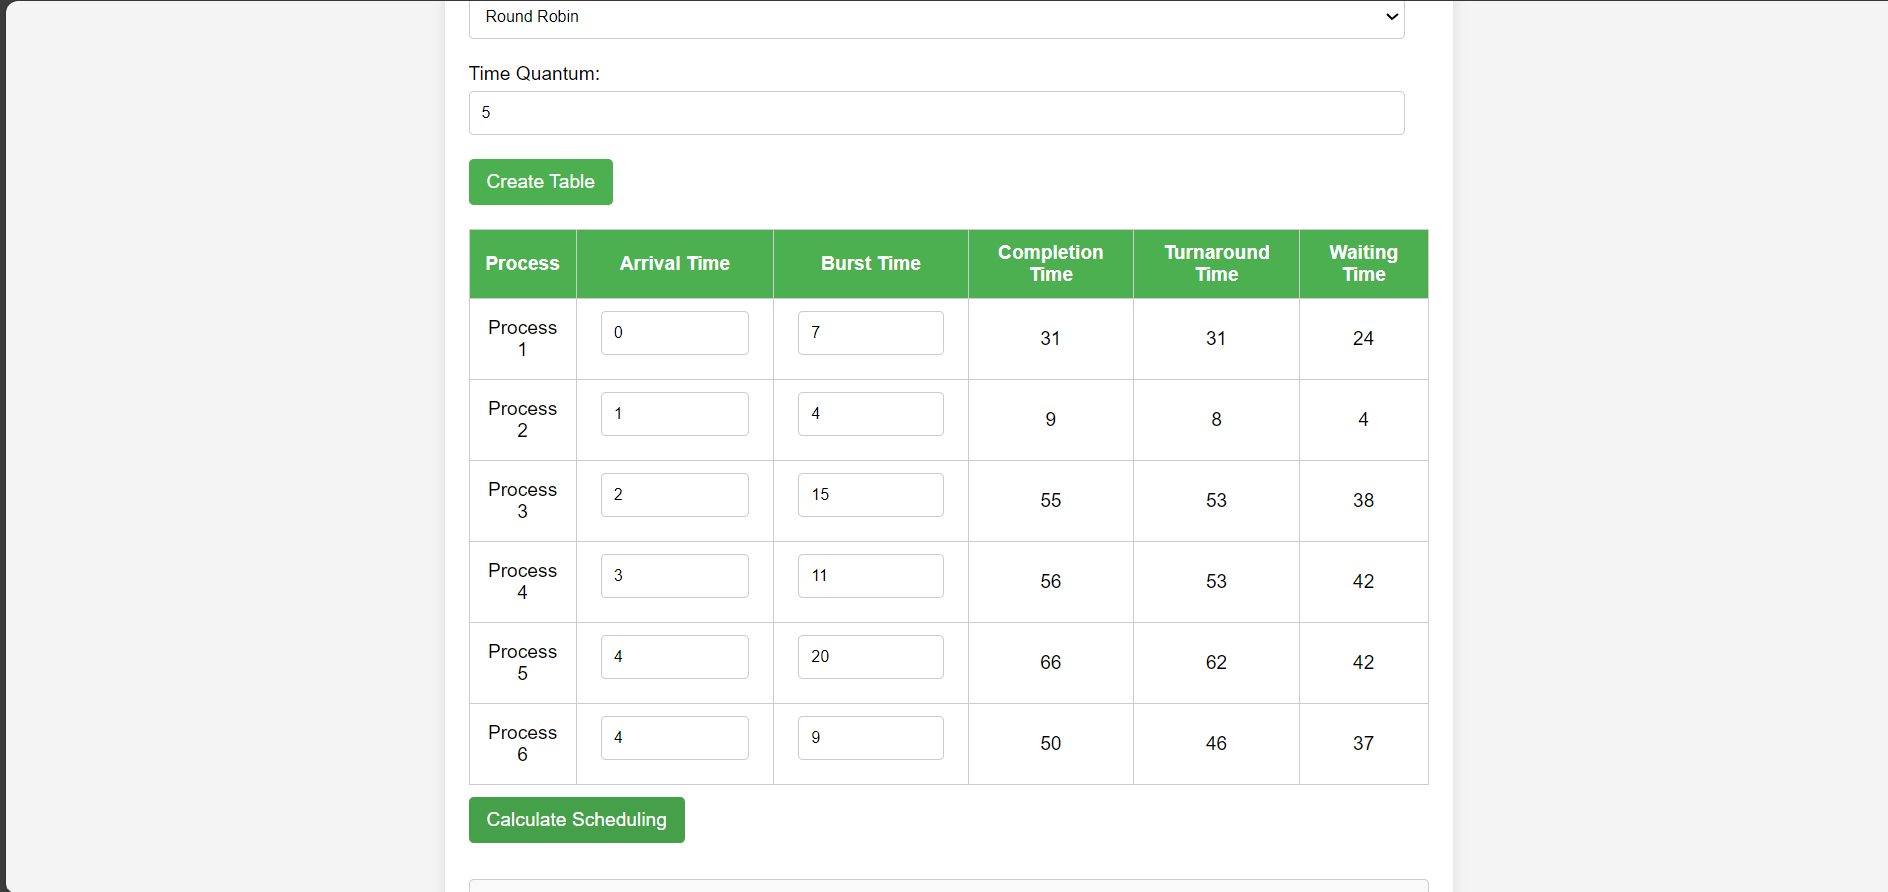 Round Robin
Time Quantum:
5
Create Table
Process Arrival Time Burst Time Completion Time Turnaround Time Waiting Time
Process 1 0 7 31 31 24
Process 2 1 4 9 8 4
Process 3 2 15 55 53 38
Process 4 3 11 56 53 42
Process 5 4 20 66 62 42
Process 6 4 9 50 46 37
Calculate Scheduling